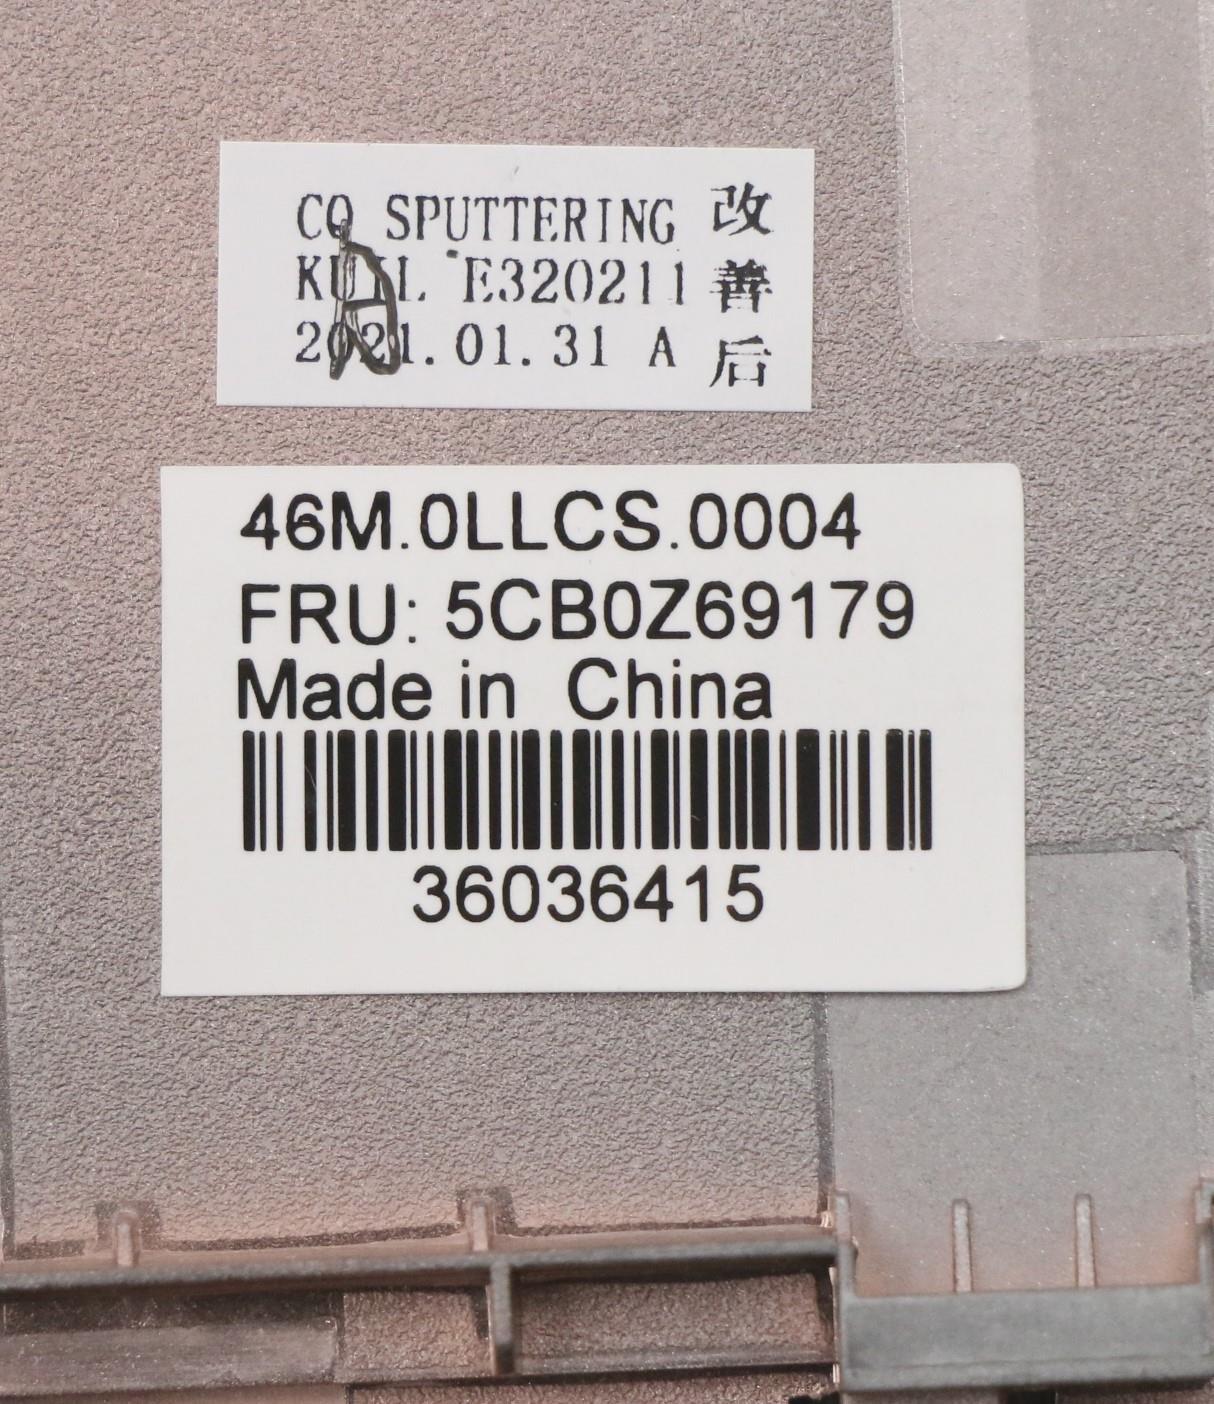 CQ SPUTTERING
E320211
2021.01.31 A
改善后
46M.0LLCS.0004
FRU: 5CB0Z69179
Made in China
36036415